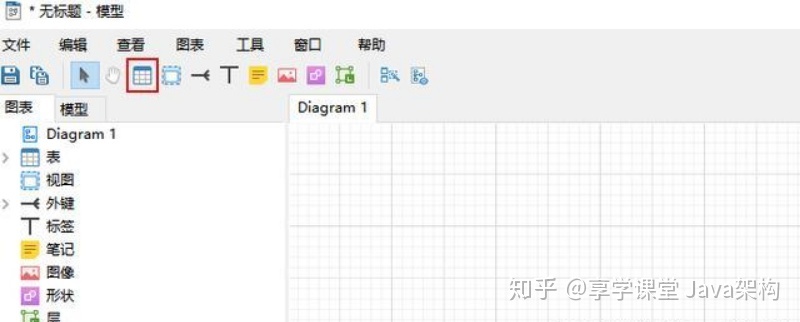 * 无标题 - 模型
文件 编辑 查看 图表 工具 窗口 帮助
图表 模型 Diagram 1
Diagram 1
表
视图
外键
标签
笔记
图像
形状
层
知乎 @享学课堂 Java架构